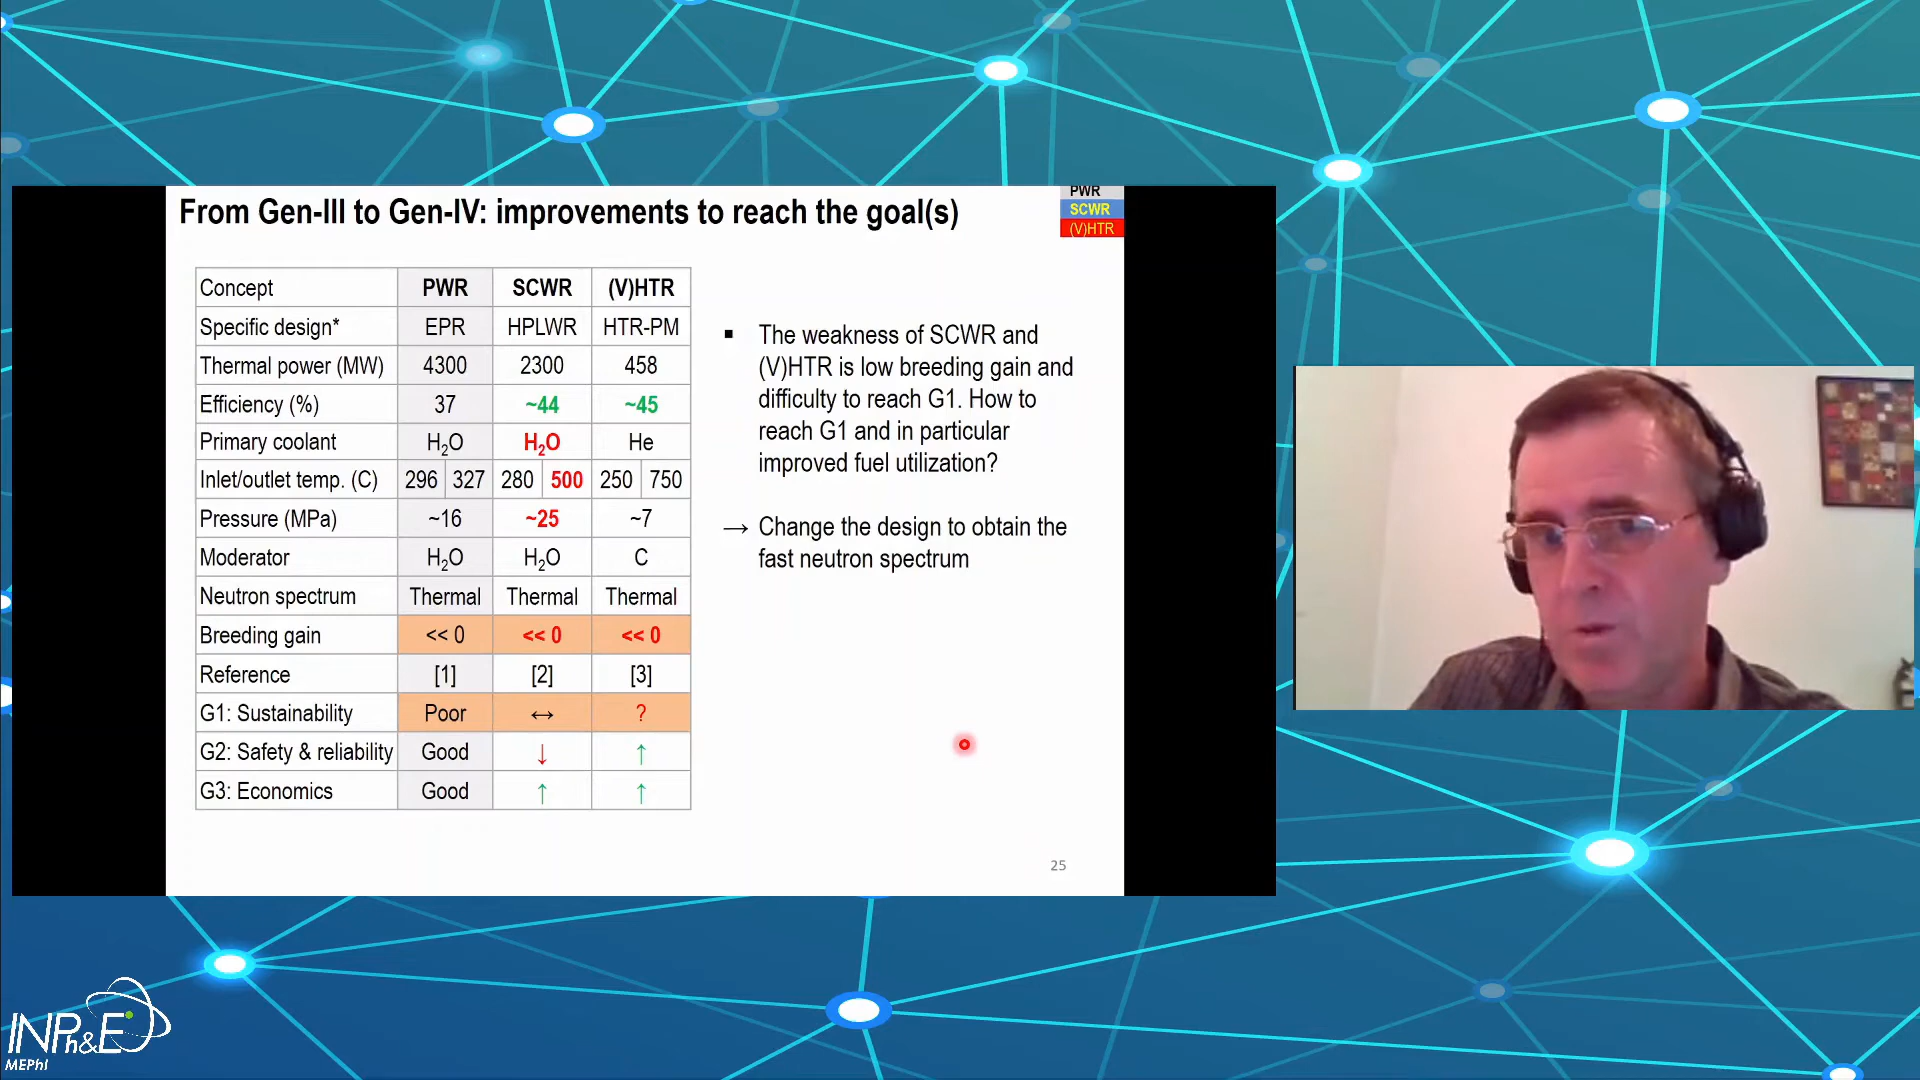 From Gen-III to Gen-IV: improvements to reach the goal(s)
PWR
SCWR
(V)HTR
Concept PWR SCWR (V)HTR
Specific design* EPR HPLWR HTR-PM
Thermal power (MW) 4300 2300 458
Efficiency (%) 37 ~44 ~45
Primary coolant H₂O H₂O He
Inlet/outlet temp. (C) 296 327 280 500 250 750
Pressure (MPa) ~16 ~25 ~7
Moderator H₂O H₂O C
Neutron spectrum Thermal Thermal Thermal
Breeding gain << 0 << 0 << 0
Reference [1] [2] [3]
G1: Sustainability Poor ↔ ?
G2: Safety & reliability Good ↓ ↑
G3: Economics Good ↑ ↑
▪ The weakness of SCWR and
(V)HTR is low breeding gain and
difficulty to reach G1. How to
reach G1 and in particular
improved fuel utilization?
→ Change the design to obtain the
fast neutron spectrum
25
INPh&E
MEPhI